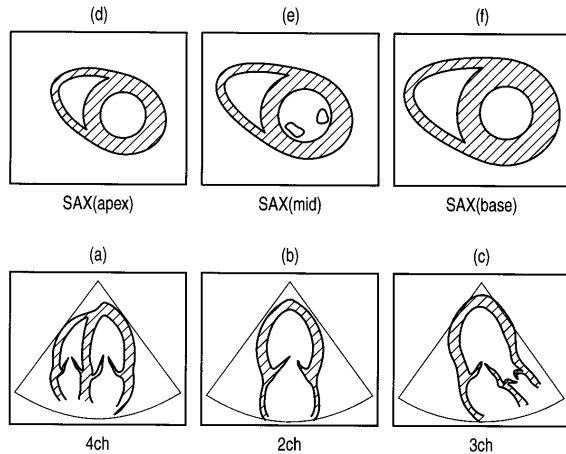 (d) (e) (f)
SAX(apex) SAX(mid) SAX(base)
(a) (b) (c)
4ch 2ch 3ch